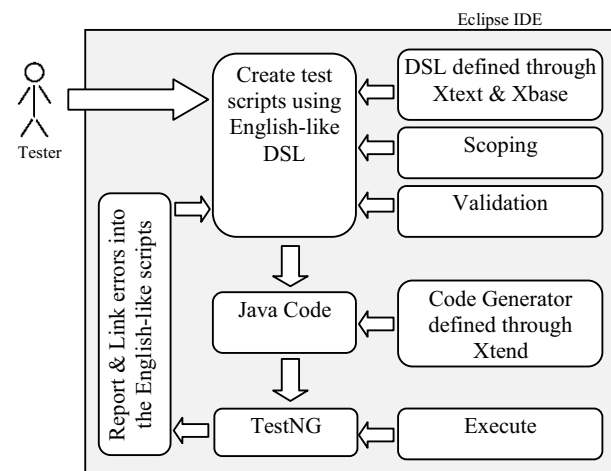 Eclipse IDE
Tester
Create test
scripts using
English-like
DSL
DSL defined through
Xtext & Xbase
Scoping
Validation
Report & Link errors into
the English-like scripts
Java Code
Code Generator
defined through
Xtend
TestNG
Execute